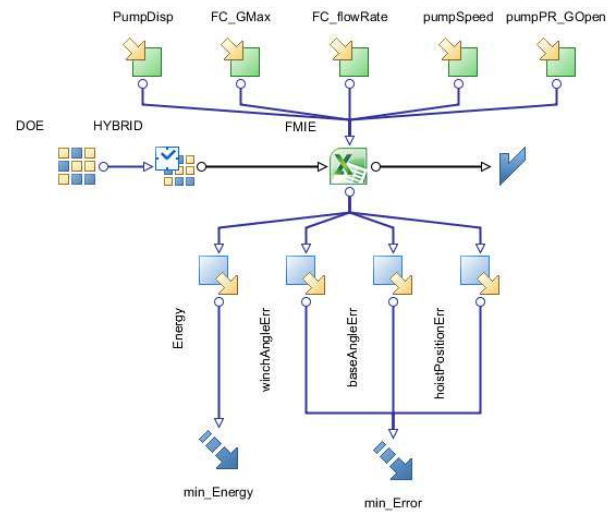 PumpDisp
FC_GMax
FC_flowRate
pumpSpeed
pumpPR_GOpen
DOE
HYBRID
FMIE
Energy
winchAngleErr
baseAngleErr
hoistPositionErr
min_Energy
min_Error